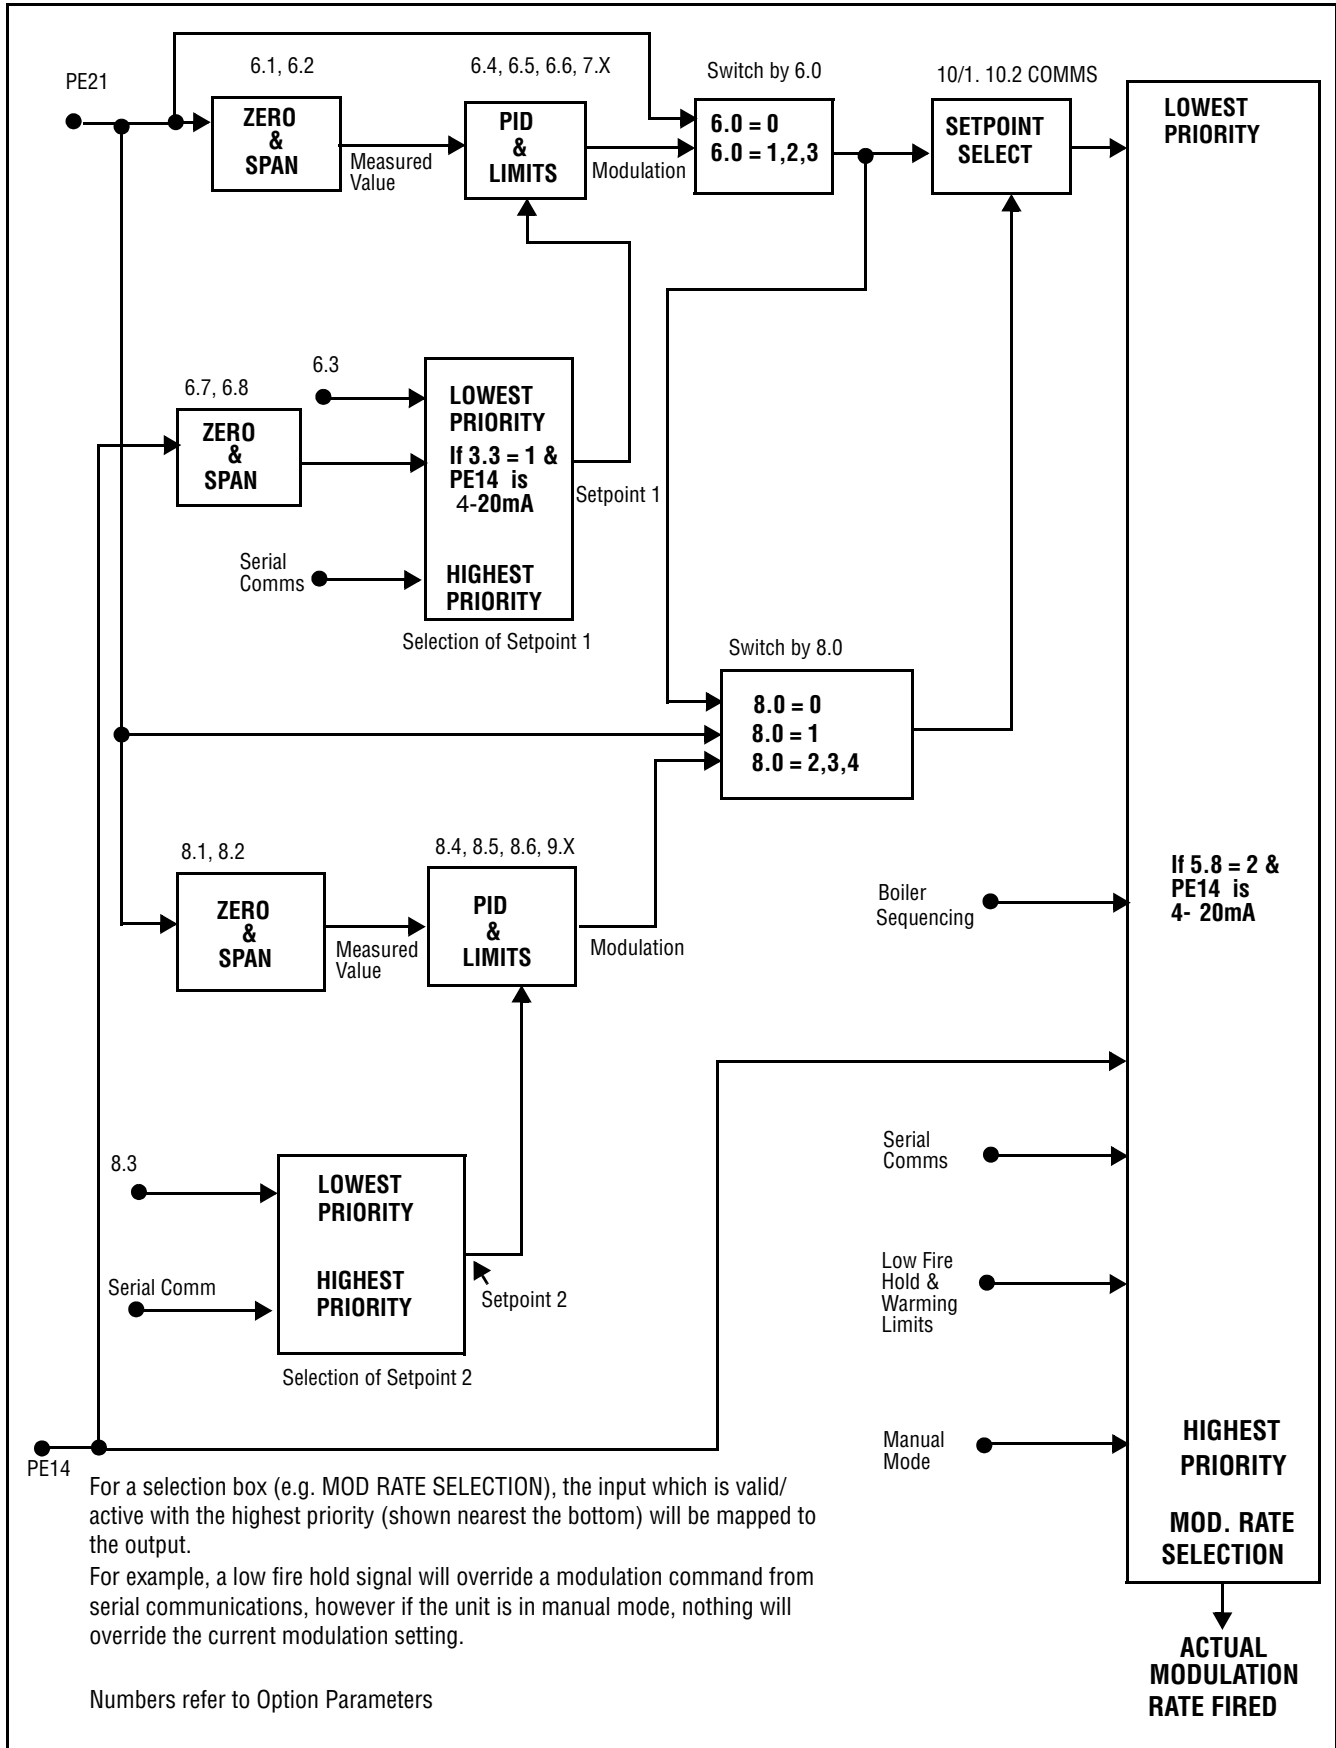 PE21
6.1, 6.2
ZERO
&
SPAN
Measured
Value
6.4, 6.5, 6.6, 7.X
PID
&
LIMITS
Modulation
Switch by 6.0
6.0 = 0
6.0 = 1,2,3
10/1. 10.2 COMMS
SETPOINT
SELECT
LOWEST
PRIORITY
6.3
6.7, 6.8
ZERO
&
SPAN
LOWEST
PRIORITY
If 3.3 = 1 &
PE14 is
4-20mA
HIGHEST
PRIORITY
Setpoint 1
Serial
Comms
Selection of Setpoint 1
Switch by 8.0
8.0 = 0
8.0 = 1
8.0 = 2,3,4
8.1, 8.2
ZERO
&
SPAN
Measured
Value
8.4, 8.5, 8.6, 9.X
PID
&
LIMITS
Modulation
Boiler
Sequencing
If 5.8 = 2 &
PE14 is
4- 20mA
8.3
LOWEST
PRIORITY
HIGHEST
PRIORITY
Serial Comm
Setpoint 2
Selection of Setpoint 2
Serial
Comms
Low Fire
Hold &
Warming
Limits
Manual
Mode
HIGHEST
PRIORITY
MOD. RATE
SELECTION
PE14
For a selection box (e.g. MOD RATE SELECTION), the input which is valid/
active with the highest priority (shown nearest the bottom) will be mapped to
the output.
For example, a low fire hold signal will override a modulation command from
serial communications, however if the unit is in manual mode, nothing will
override the current modulation setting.
Numbers refer to Option Parameters
ACTUAL
MODULATION
RATE FIRED